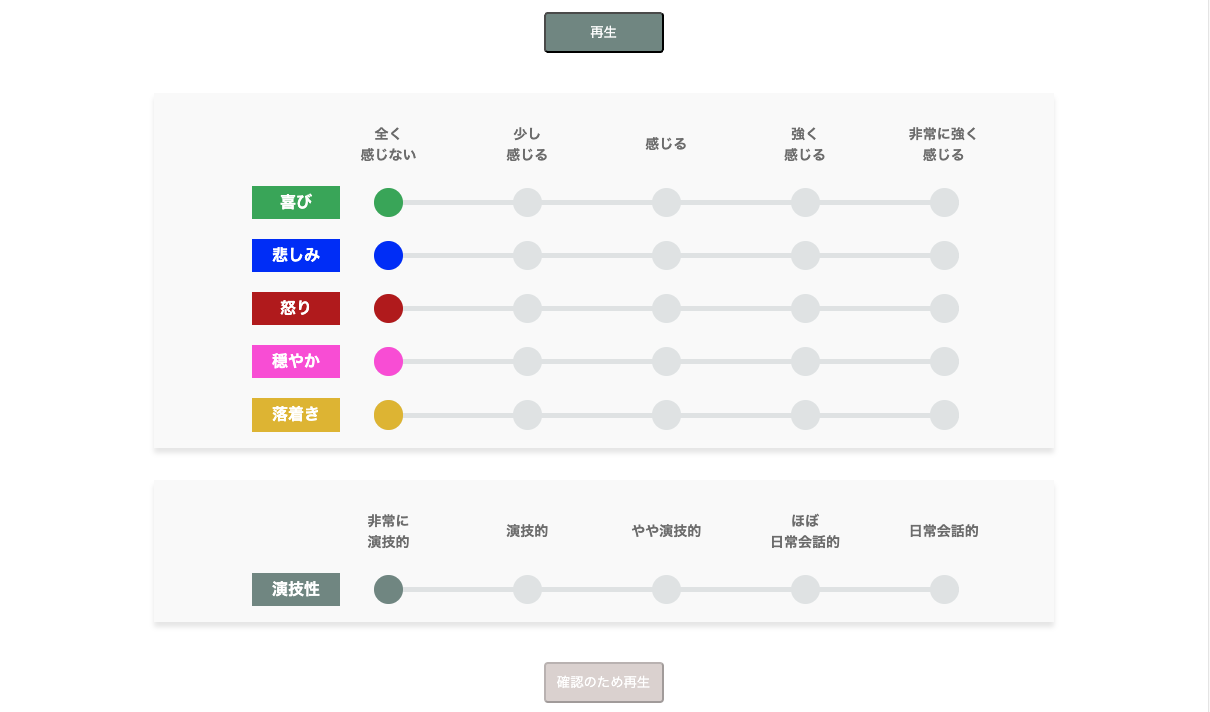 再生
全く
感じない
少し
感じる
感じる
強く
感じる
非常に強く
感じる
喜び
悲しみ
怒り
穏やか
落着き
非常に
演技的
演技的
やや演技的
ほぼ
日常会話的
日常会話的
演技性
確認のため再生